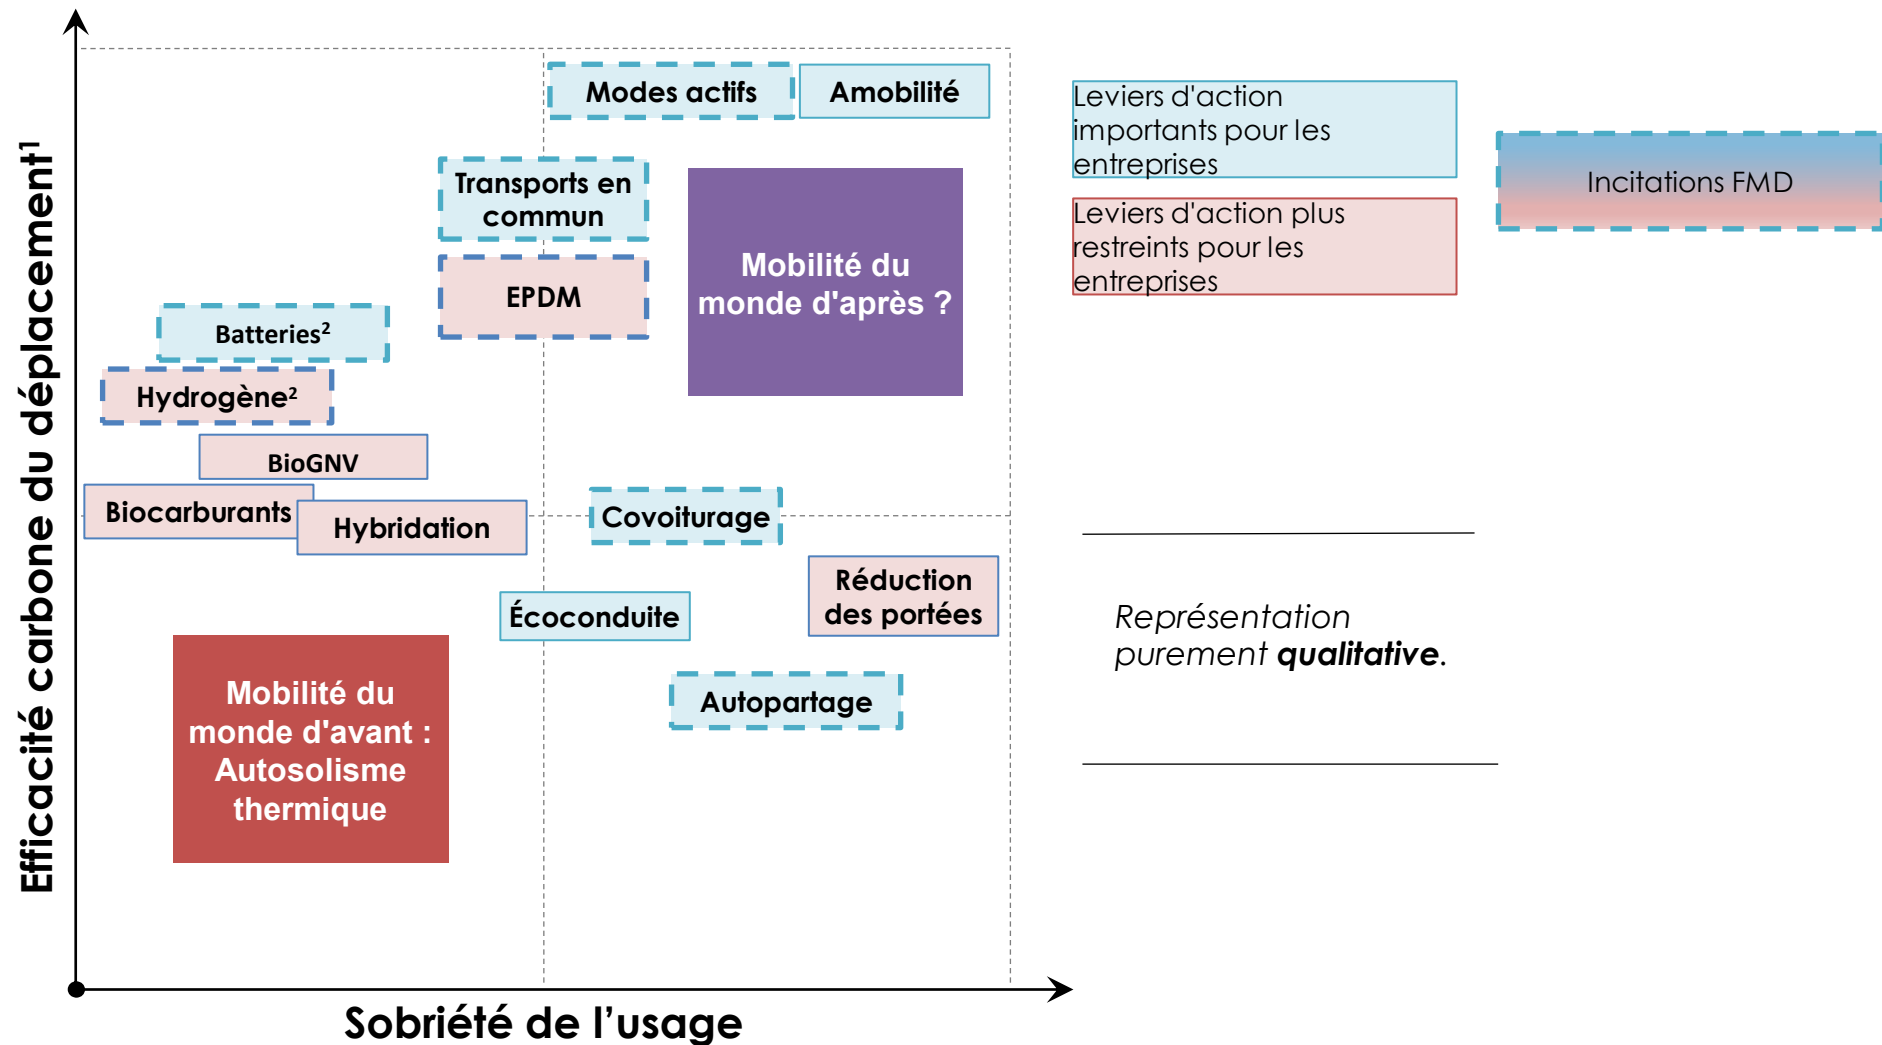 Efficacité carbone du déplacement¹
Modes actifs
Amobilité
Transports en
commun
EPDM
Mobilité du
monde d'après ?
Batteries²
Hydrogène²
BioGNV
Biocarburants
Hybridation
Covoiturage
Réduction
des portées
Écoconduite
Autopartage
Mobilité du
monde d'avant :
Autosolisme
thermique
Sobriété de l’usage
Leviers d'action
importants pour les
entreprises
Leviers d'action plus
restreints pour les
entreprises
Incitations FMD
Représentation
purement qualitative.